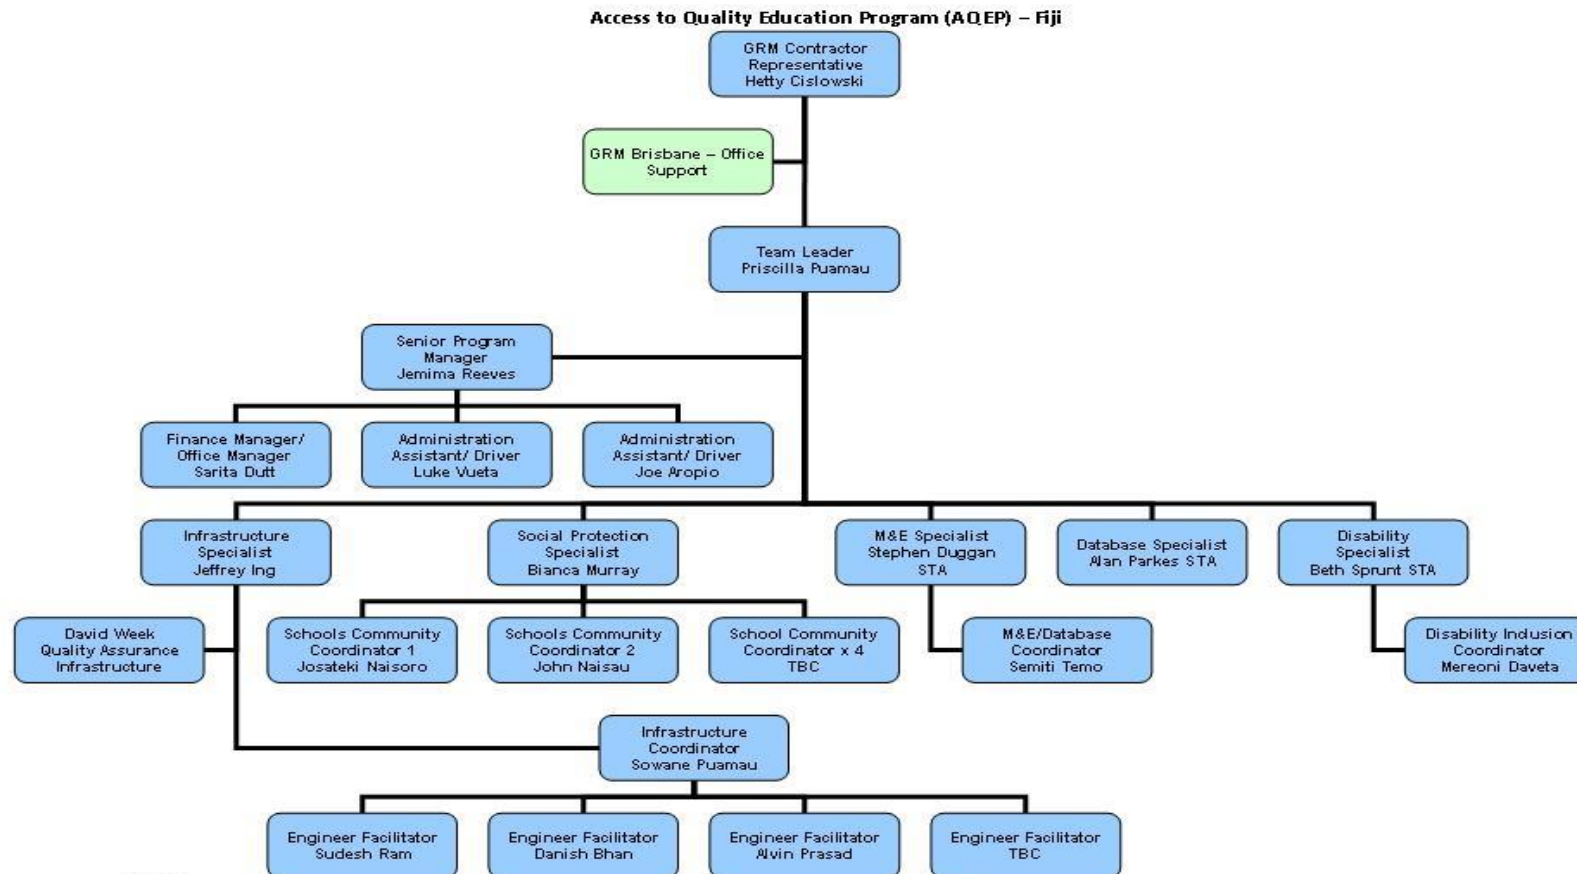 Access to Quality Education Program (AQEP) – Fiji
GRM Contractor
Representative
Hetty Cislowski
GRM Brisbane – Office
Support
Team Leader
Priscilla Puamau
Senior Program
Manager
Jemima Reeves
Finance Manager/
Office Manager
Sarita Dutt
Administration
Assistant/ Driver
Luke Vueta
Administration
Assistant/ Driver
Joe Aropio
Infrastructure
Specialist
Jeffrey Ing
Social Protection
Specialist
Bianca Murray
M&E Specialist
Stephen Duggan
STA
Database Specialist
Alan Parkes STA
Disability
Specialist
Beth Sprunt STA
David Week
Quality Assurance
Infrastructure
Schools Community
Coordinator 1
Josateki Naisoro
Schools Community
Coordinator 2
John Naisau
School Community
Coordinator x 4
TBC
M&E/Database
Coordinator
Semiti Temo
Disability Inclusion
Coordinator
Mereoni Daveta
Infrastructure
Coordinator
Sowane Puamau
Engineer Facilitator
Sudesh Ram
Engineer Facilitator
Danish Bhan
Engineer Facilitator
Alvin Prasad
Engineer Facilitator
TBC